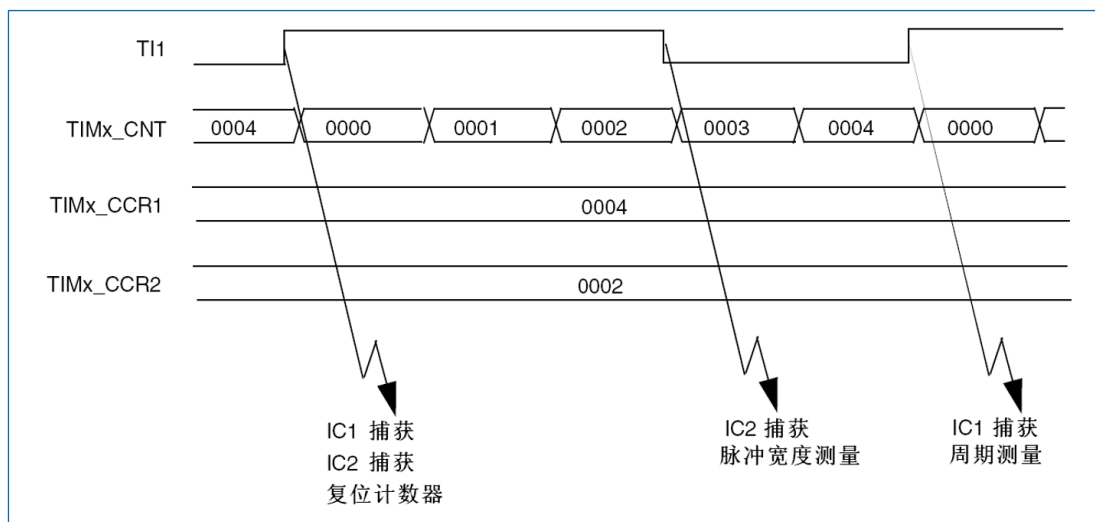 TI1
TIMx_CNT 0004 0000 0001 0002 0003 0004 0000
TIMx_CCR1 0004
TIMx_CCR2 0002
IC1 捕获
IC2 捕获
复位计数器
IC2 捕获
脉冲宽度测量
IC1 捕获
周期测量